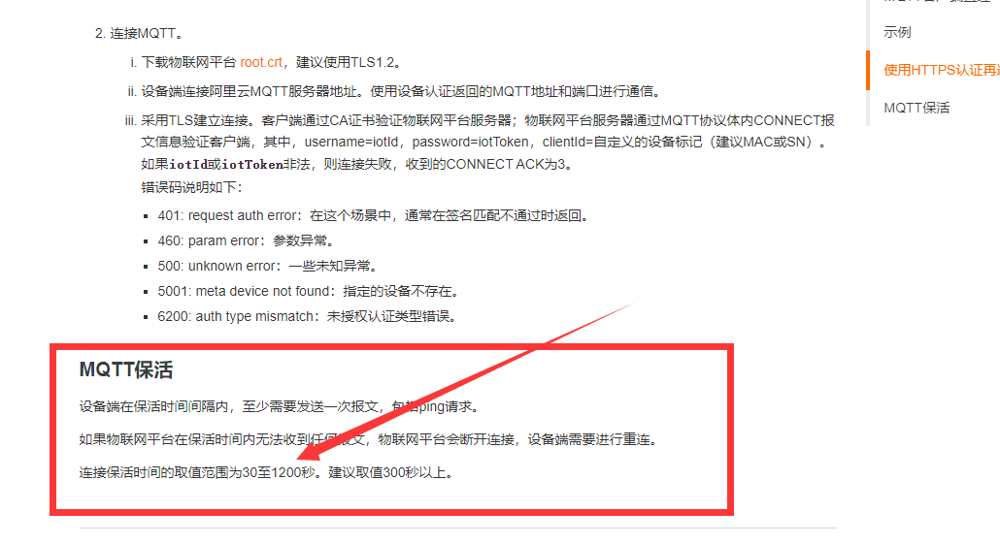 2. 连接MQTT。
i. 下载物联网平台 root.crt，建议使用TLS1.2。
ii. 设备端连接阿里云MQTT服务器地址。使用设备认证返回的MQTT地址和端口进行通信。
iii. 采用TLS建立连接。客户端通过CA证书验证物联网平台服务器；物联网平台服务器通过MQTT协议体内CONNECT报
文信息验证客户端，其中，username=iotId，password=iotToken，clientId=自定义的设备标记（建议MAC或SN）。
如果iotId或iotToken非法，则连接失败，收到的CONNECT ACK为3。
错误码说明如下：
401: request auth error：在这个场景中，通常在签名匹配不通过时返回。
460: param error：参数异常。
500: unknown error：一些未知异常。
5001: meta device not found：指定的设备不存在。
6200: auth type mismatch：未授权认证类型错误。
MQTT保活
设备端在保活时间间隔内，至少需要发送一次报文，包括ping请求。
如果物联网平台在保活时间内无法收到任何报文，物联网平台会断开连接，设备端需要进行重连。
连接保活时间的取值范围为30至1200秒。建议取值300秒以上。
示例
使用HTTPS认证再
MQTT保活